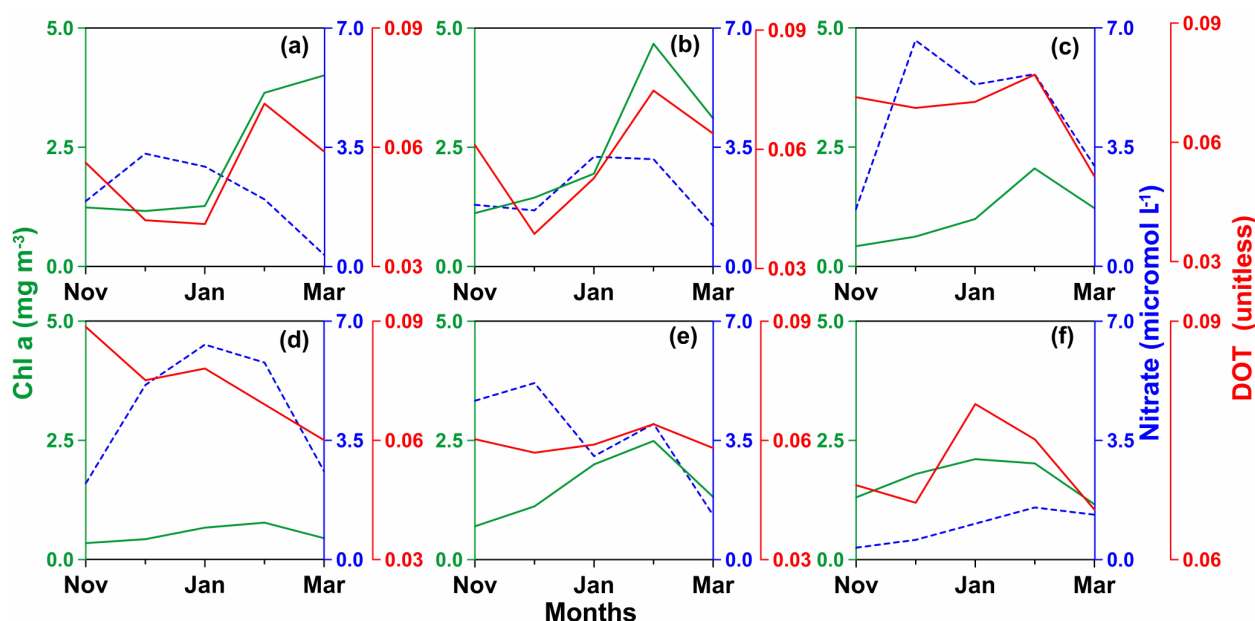 5.0 (a) 7.0 0.09
2.5 3.5 0.06
0.0 0.0 0.03
Nov Jan Mar
5.0 (b) 7.0 0.09
2.5 3.5 0.06
0.0 0.0 0.03
Nov Jan Mar
5.0 (c) 7.0 0.09
2.5 3.5 0.06
0.0 0.0 0.03
Nov Jan Mar
5.0 (d) 7.0 0.09
2.5 3.5 0.06
0.0 0.0 0.03
Nov Jan Mar
5.0 (e) 7.0 0.09
2.5 3.5 0.06
0.0 0.0 0.03
Nov Jan Mar
5.0 (f) 7.0 0.09
2.5 3.5
0.0 0.0 0.06
Nov Jan Mar
Chl a (mg m⁻³)
Months
Nitrate (micromol L⁻¹)
DOT (unitless)